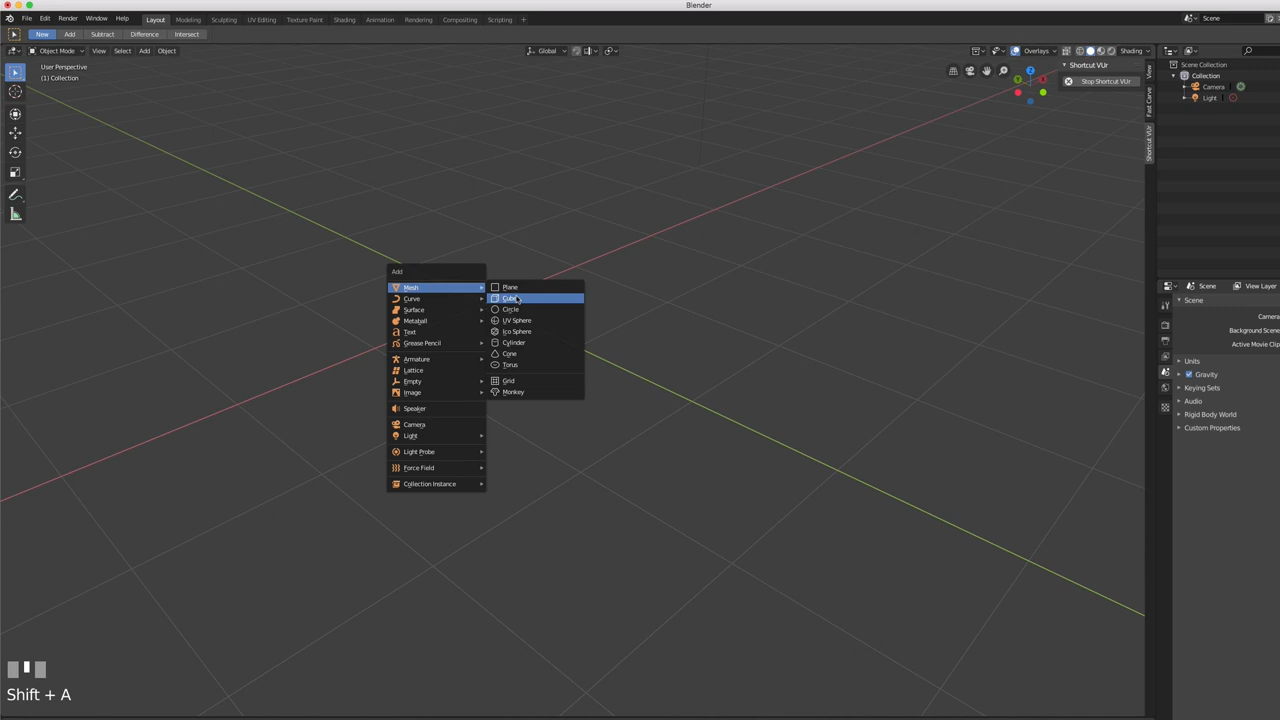 Blender
File Edit Render Window Help Layout Modeling Sculpting UV Editing Texture Paint Shading Animation Rendering Compositing Scripting + Scene
New Add Subtract Difference Intersect
Object Mode View Select Add Object Global Overlays Shading
User Perspective
(1) Collection
Shortcut VUr
Stop Shortcut VUr
View
Fast Carve
Shortcut VUr
Scene Collection
Collection
Camera
Light
Add
Mesh
Curve
Surface
Metaball
Text
Grease Pencil
Armature
Lattice
Empty
Image
Speaker
Camera
Light
Light Probe
Force Field
Collection Instance
Plane
Cube
Circle
UV Sphere
Ico Sphere
Cylinder
Cone
Torus
Grid
Monkey
Scene View Layer
Scene
Camera
Background Scene
Active Movie Clip
Units
Gravity
Keying Sets
Audio
Rigid Body World
Custom Properties
Shift + A